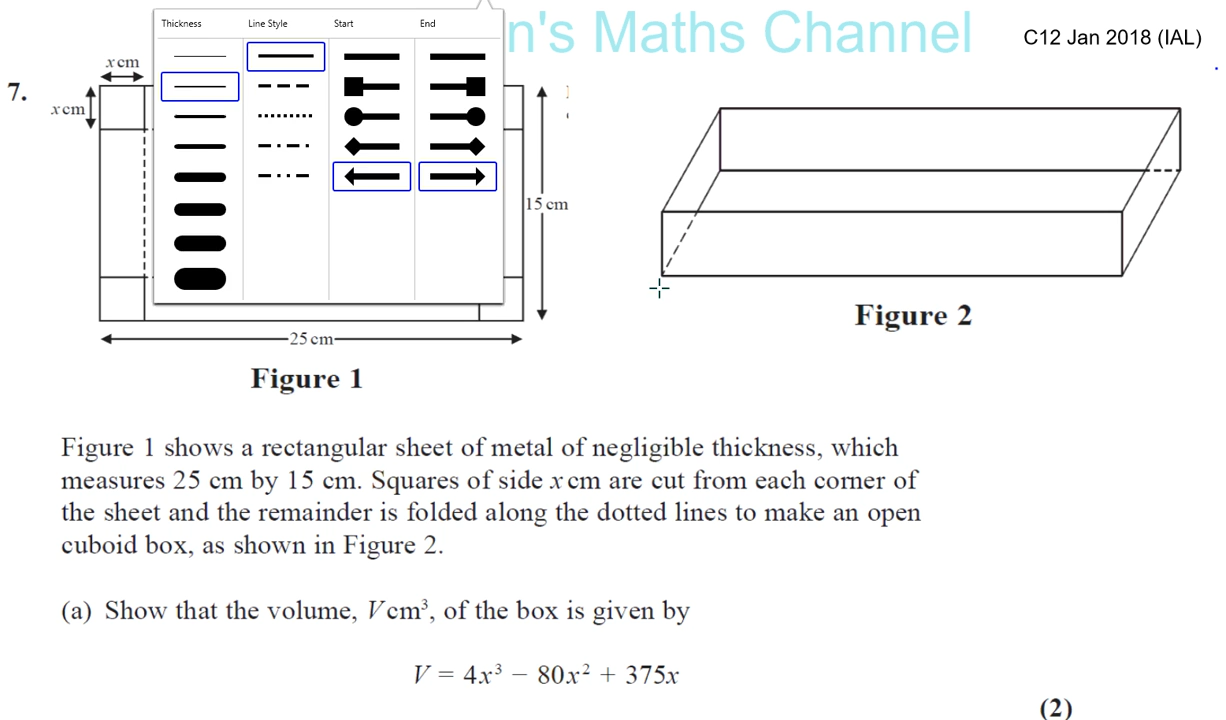 Thickness Line Style Start End
n's Maths Channel
C12 Jan 2018 (IAL)
7.
x cm
x cm
15 cm
25 cm
Figure 1
Figure 2
Figure 1 shows a rectangular sheet of metal of negligible thickness, which
measures 25 cm by 15 cm. Squares of side x cm are cut from each corner of
the sheet and the remainder is folded along the dotted lines to make an open
cuboid box, as shown in Figure 2.
(a) Show that the volume, V cm³, of the box is given by
V = 4x³ − 80x² + 375x
(2)